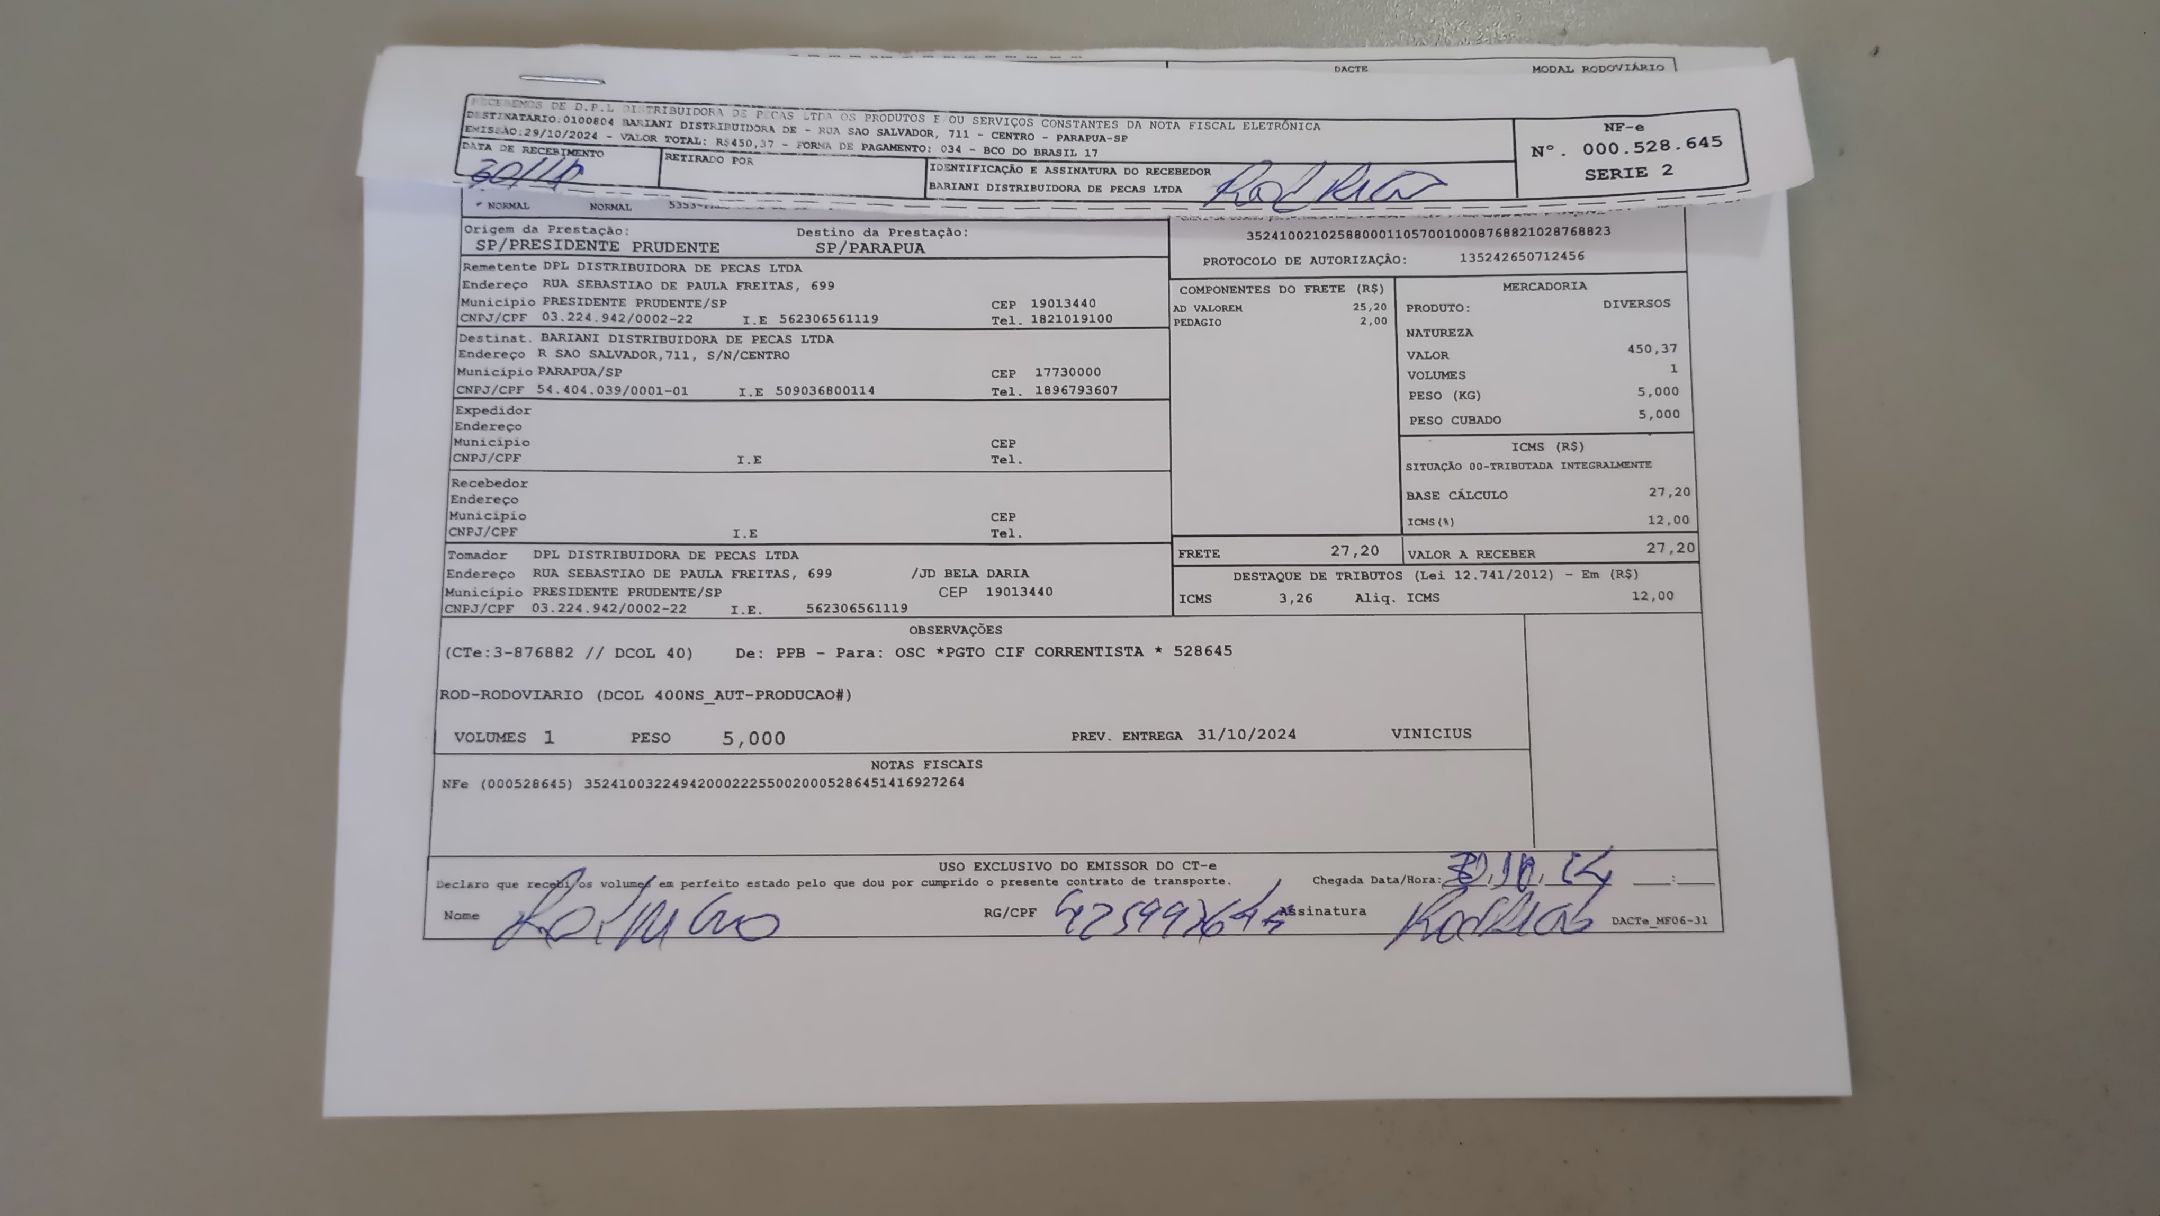 DACTE MODAL RODOVIÁRIO
RECEBEMOS DE D.P.L DISTRIBUIDORA DE PECAS LTDA OS PRODUTOS E/OU SERVIÇOS CONSTANTES DA NOTA FISCAL ELETRÔNICA
DESTINATARIO:0100804 BARIANI DISTRIBUIDORA DE - RUA SAO SALVADOR, 711 - CENTRO - PARAPUA-SP
EMISSÃO:29/10/2024 - VALOR TOTAL: R$450,37 - FORMA DE PAGAMENTO: 034 - BCO DO BRASIL 17
NF-e
Nº. 000.528.645
SERIE 2
DATA DE RECEBIMENTO
30/10
RETIRADO POR
IDENTIFICAÇÃO E ASSINATURA DO RECEBEDOR
BARIANI DISTRIBUIDORA DE PECAS LTDA
NORMAL NORMAL
Origem da Prestação: Destino da Prestação:
SP/PRESIDENTE PRUDENTE SP/PARAPUA
35241002102588000110570010008768821028768823
PROTOCOLO DE AUTORIZAÇÃO: 135242650712456
Remetente DPL DISTRIBUIDORA DE PECAS LTDA
Endereço RUA SEBASTIAO DE PAULA FREITAS, 699
Município PRESIDENTE PRUDENTE/SP CEP 19013440
CNPJ/CPF 03.224.942/0002-22 I.E 562306561119 Tel. 1821019100
Destinat. BARIANI DISTRIBUIDORA DE PECAS LTDA
Endereço R SAO SALVADOR,711, S/N/CENTRO
Município PARAPUA/SP CEP 17730000
CNPJ/CPF 54.404.039/0001-01 I.E 509036800114 Tel. 1896793607
Expedidor
Endereço
Município CEP
CNPJ/CPF I.E Tel.
Recebedor
Endereço
Município CEP
CNPJ/CPF I.E Tel.
Tomador DPL DISTRIBUIDORA DE PECAS LTDA
Endereço RUA SEBASTIAO DE PAULA FREITAS, 699 /JD BELA DARIA
Município PRESIDENTE PRUDENTE/SP CEP 19013440
CNPJ/CPF 03.224.942/0002-22 I.E. 562306561119
COMPONENTES DO FRETE (R$)
AD VALOREM 25,20
PEDAGIO 2,00
MERCADORIA
PRODUTO: DIVERSOS
NATUREZA
VALOR 450,37
VOLUMES 1
PESO (KG) 5,000
PESO CUBADO 5,000
ICMS (R$)
SITUAÇÃO 00-TRIBUTADA INTEGRALMENTE
BASE CÁLCULO 27,20
ICMS(%) 12,00
FRETE 27,20 VALOR A RECEBER 27,20
DESTAQUE DE TRIBUTOS (Lei 12.741/2012) - Em (R$)
ICMS 3,26 Aliq. ICMS 12,00
OBSERVAÇÕES
(CTe:3-876882 // DCOL 40) De: PPB - Para: OSC *PGTO CIF CORRENTISTA * 528645
ROD-RODOVIARIO (DCOL 400NS_AUT-PRODUCAO#)
VOLUMES 1 PESO 5,000 PREV. ENTREGA 31/10/2024 VINICIUS
NOTAS FISCAIS
NFe (000528645) 35241003224942000222550020005286451416927264
USO EXCLUSIVO DO EMISSOR DO CT-e
Declaro que recebi os volumes em perfeito estado pelo que dou por cumprido o presente contrato de transporte. Chegada Data/Hora: 30,10,24 __:__
Nome RG/CPF Assinatura DACTe_MF06-31